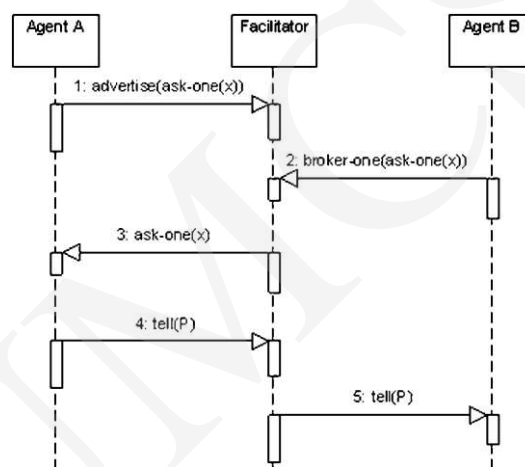 Agent A
Facilitator
Agent B
1: advertise(ask-one(x))
2: broker-one(ask-one(x))
3: ask-one(x)
4: tell(P)
5: tell(P)